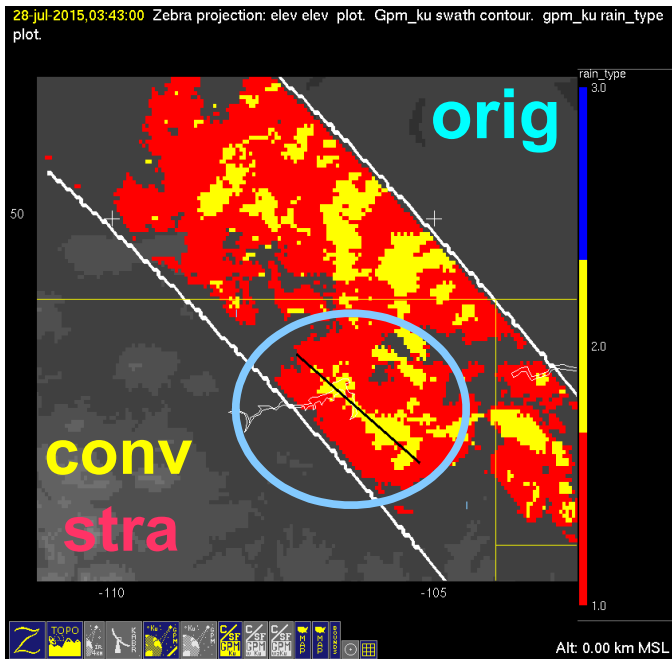 28-jul-2015,03:43:00 Zebra projection: elev elev plot. Gpm_ku swath contour. gpm_ku rain_type
plot.
rain_type
3.0
orig
50
2.0
conv
stra
1.0
-110
-105
TOPO
Alt: 0.00 km MSL